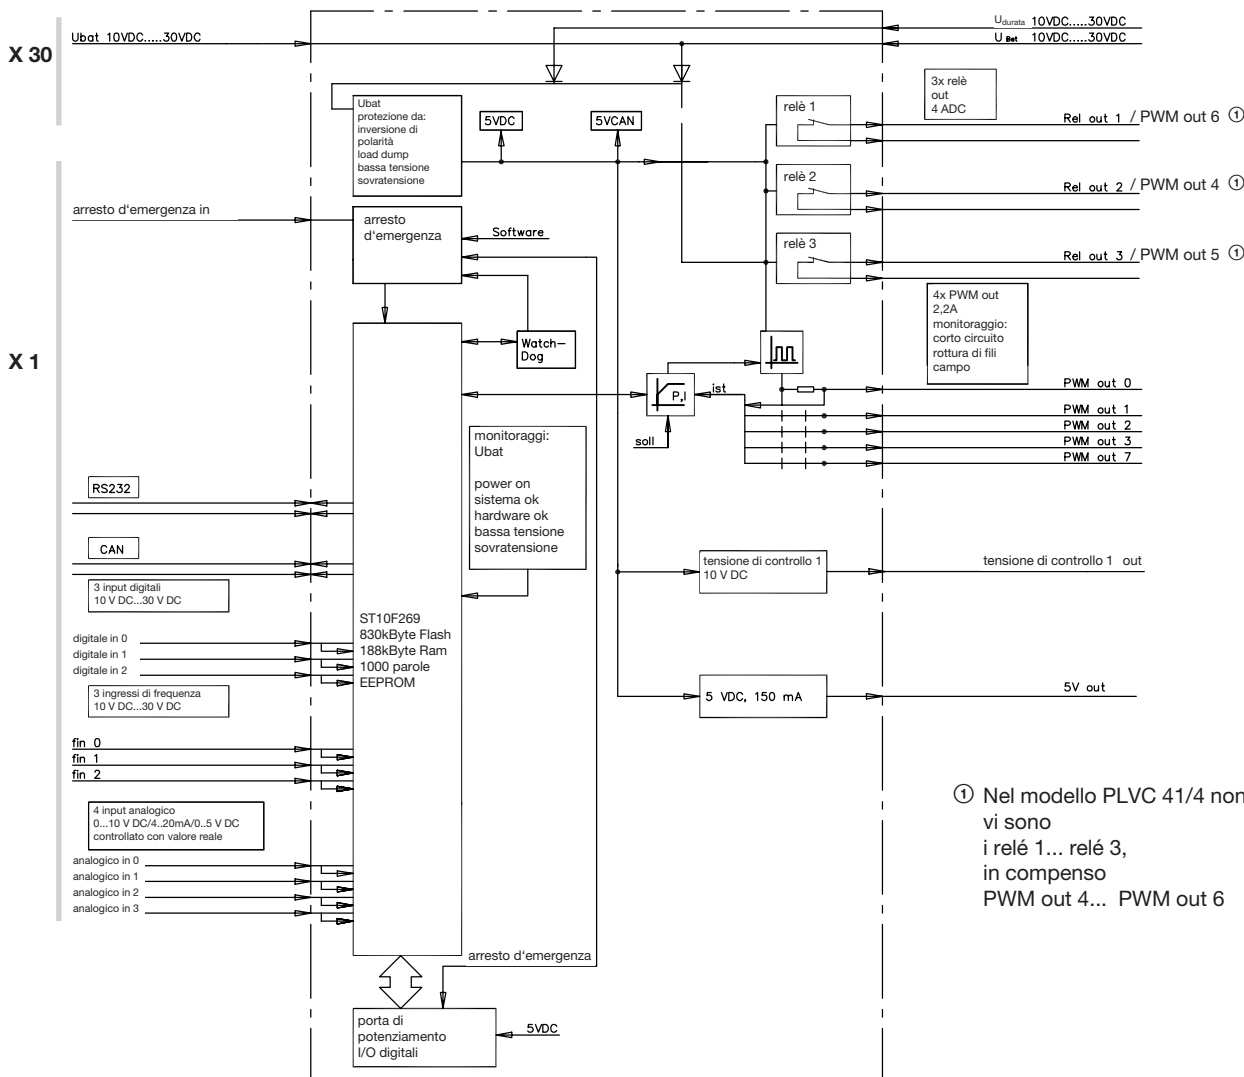 X 30
Ubat 10VDC.....30VDC
Udurata 10VDC.....30VDC
U Bat 10VDC.....30VDC
Ubat
protezione da:
inversione di
polarità
load dump
bassa tensione
sovratensione
5VDC
5VCAN
relè 1
3x relè
out
4 ADC
Rel out 1 / PWM out 6 ①
relè 2
Rel out 2 / PWM out 4 ①
relè 3
Rel out 3 / PWM out 5 ①
X 1
arresto d‘emergenza in
arresto
d‘emergenza
Software
Watch–
Dog
4x PWM out
2,2A
monitoraggio:
corto circuito
rottura di fili
campo
P,I
ist
soll
PWM out 0
PWM out 1
PWM out 2
PWM out 3
PWM out 7
monitoraggi:
Ubat
power on
sistema ok
hardware ok
bassa tensione
sovratensione
RS232
CAN
3 input digitali
10 V DC...30 V DC
digitale in 0
digitale in 1
digitale in 2
3 ingressi di frequenza
10 V DC...30 V DC
fin 0
fin 1
fin 2
4 input analogico
0...10 V DC/4..20mA/0..5 V DC
controllato con valore reale
analogico in 0
analogico in 1
analogico in 2
analogico in 3
ST10F269
830kByte Flash
188kByte Ram
1000 parole
EEPROM
tensione di controllo 1
10 V DC
tensione di controllo 1 out
5 VDC, 150 mA
5V out
arresto d‘emergenza
porta di
potenziamento
I/O digitali
5VDC
① Nel modello PLVC 41/4 non
vi sono
i relé 1... relé 3,
in compenso
PWM out 4... PWM out 6